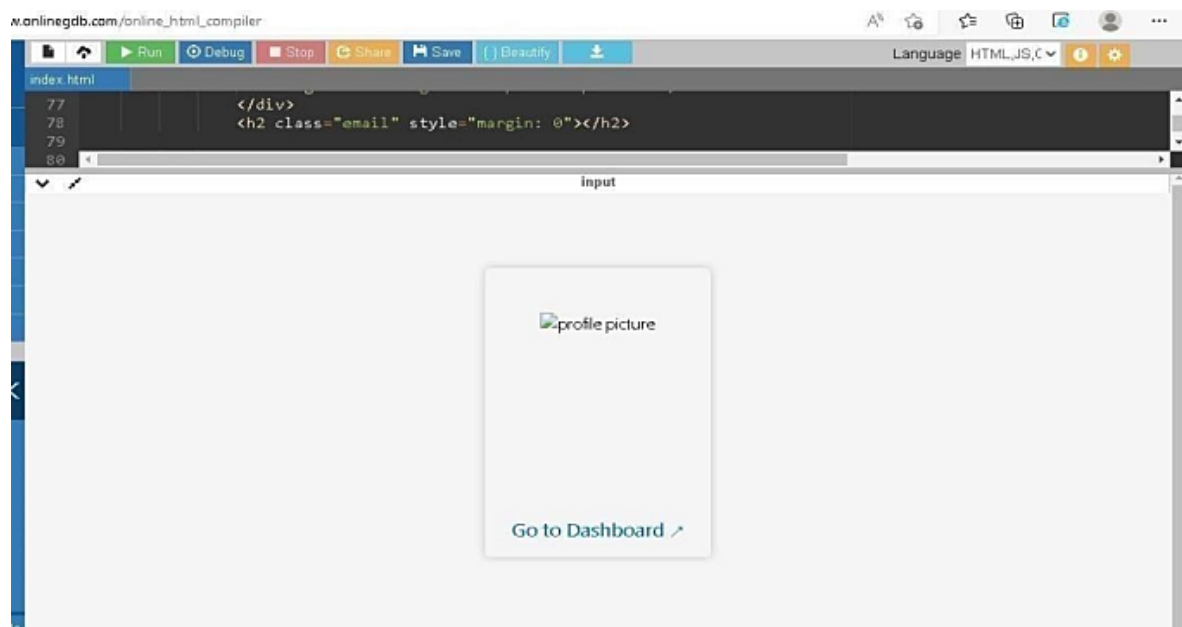 w.onlinegdb.com/online_html_compiler
Run Debug Stop Share Save {} Beautify Language HTML,JS,C
index.html
77 </div>
78 <h2 class="email" style="margin: 0"></h2>
79
80
input
profile picture
Go to Dashboard ↗